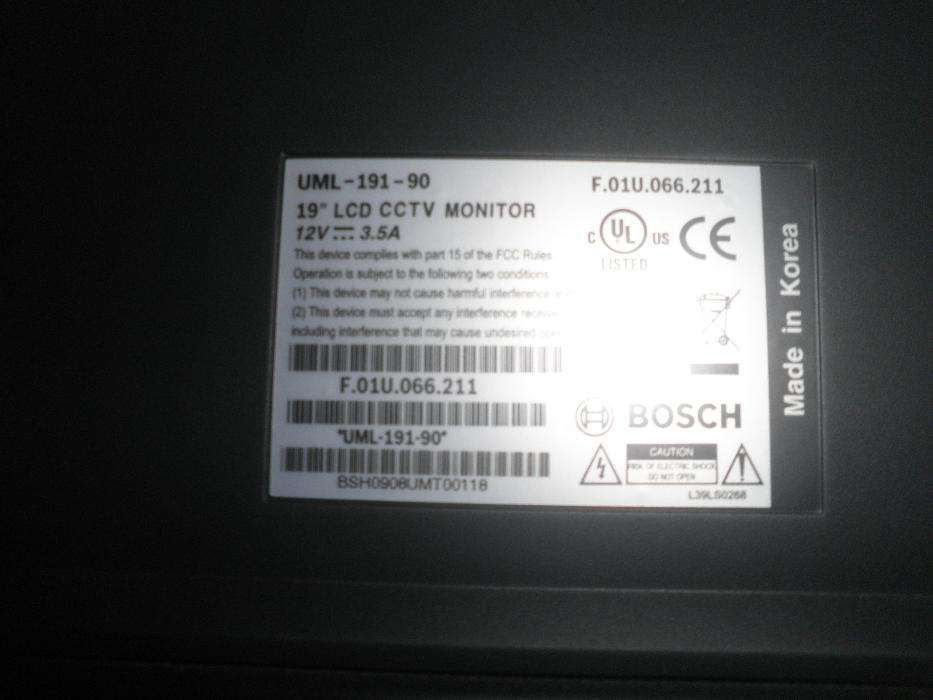 UML-191-90
F.01U.066.211
19" LCD CCTV MONITOR
12V 3.5A
This device complies with part 15 of the FCC Rules.
Operation is subject to the following two conditions
(1) This device may not cause harmful interference
(2) This device must accept any interference
including interference that may cause undesired
C UL US
LISTED
CE
F.01U.066.211
"UML-191-90"
BSH0908UMT00118
BOSCH
CAUTION
RISK OF ELECTRIC SHOCK
DO NOT OPEN
L39LS0268
Made in Korea